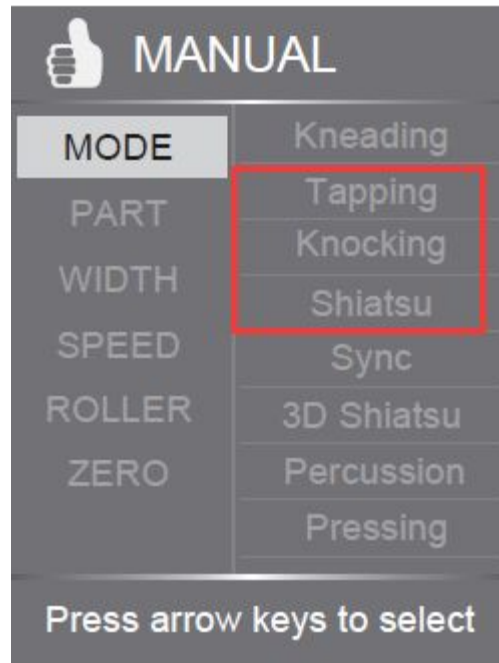 MANUAL
MODE
PART
WIDTH
SPEED
ROLLER
ZERO
Kneading
Tapping
Knocking
Shiatsu
Sync
3D Shiatsu
Percussion
Pressing
Press arrow keys to select